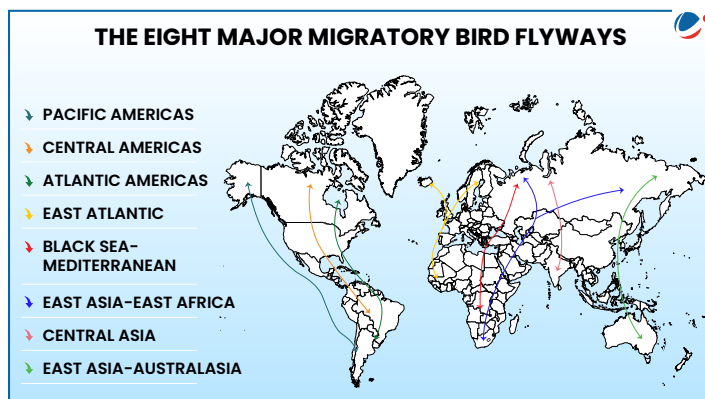 THE EIGHT MAJOR MIGRATORY BIRD FLYWAYS
PACIFIC AMERICAS
CENTRAL AMERICAS
ATLANTIC AMERICAS
EAST ATLANTIC
BLACK SEA-
MEDITERRANEAN
EAST ASIA-EAST AFRICA
CENTRAL ASIA
EAST ASIA-AUSTRALASIA